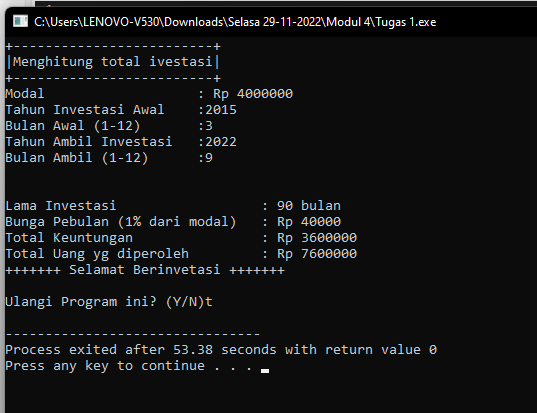 C:\Users\LENOVO-V530\Downloads\Selasa 29-11-2022\Modul 4\Tugas 1.exe
+-------------------------+
|Menghitung total ivestasi|
+-------------------------+
Modal                   : Rp 4000000
Tahun Investasi Awal    :2015
Bulan Awal (1-12)       :3
Tahun Ambil Investasi   :2022
Bulan Ambil (1-12)      :9
Lama Investasi                  : 90 bulan
Bunga Pebulan (1% dari modal)   : Rp 40000
Total Keuntungan                : Rp 3600000
Total Uang yg diperoleh         : Rp 7600000
+++++++ Selamat Berinvetasi +++++++
Ulangi Program ini? (Y/N)t
--------------------------------
Process exited after 53.38 seconds with return value 0
Press any key to continue . . .